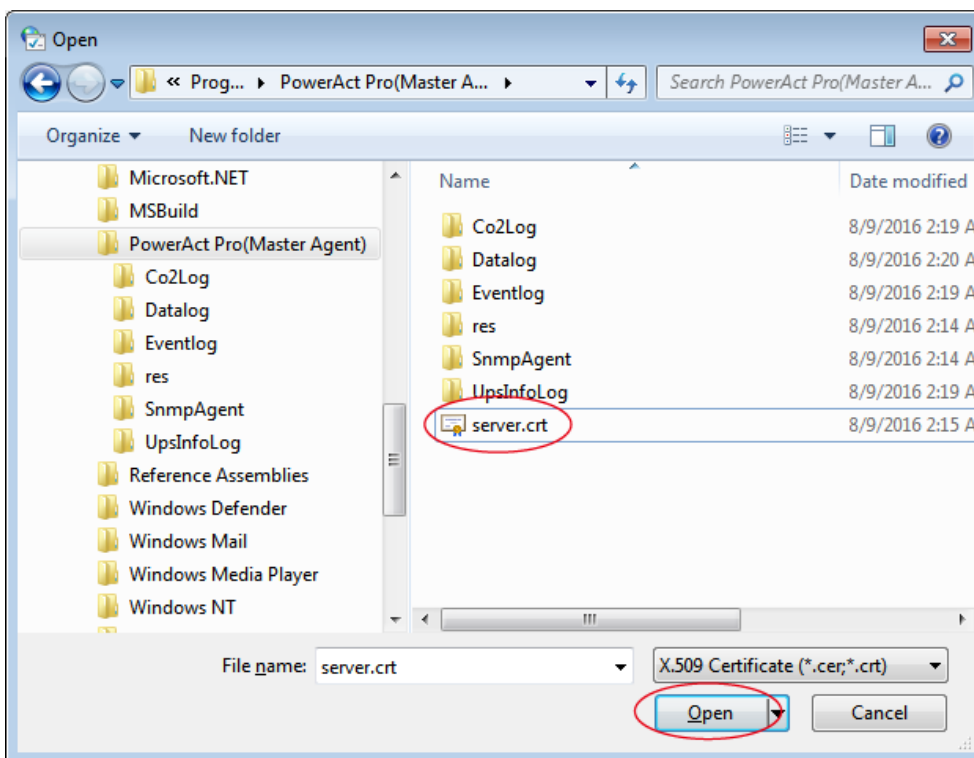 Open
« Prog... PowerAct Pro(Master A...
Search PowerAct Pro(Master A...
Organize New folder
Microsoft.NET
MSBuild
PowerAct Pro(Master Agent)
Co2Log
Datalog
Eventlog
res
SnmpAgent
UpsInfoLog
Reference Assemblies
Windows Defender
Windows Mail
Windows Media Player
Windows NT
Name Date modified
Co2Log 8/9/2016 2:19 A
Datalog 8/9/2016 2:20 A
Eventlog 8/9/2016 2:19 A
res 8/9/2016 2:14 A
SnmpAgent 8/9/2016 2:14 A
UpsInfoLog 8/9/2016 2:19 A
server.crt 8/9/2016 2:15 A
File name: server.crt X.509 Certificate (*.cer;*.crt)
Open Cancel